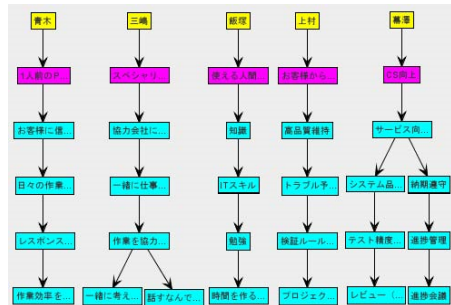 青木
三嶋
飯塚
上村
幕澤
1人前のP...
スペシャリ...
使える人間...
お客様から...
CS向上
お客様に信...
協力会社に...
知識
高品質維持
サービス向...
日々の作業...
一緒に仕事...
ITスキル
トラブル予...
システム品...
納期遵守
レスポンス...
作業を協力...
勉強
検証ルール...
テスト精度...
進捗管理
作業効率を...
一緒に考え...
話すなんて...
時間を作る...
プロジェク...
レビュー（...
進捗会議